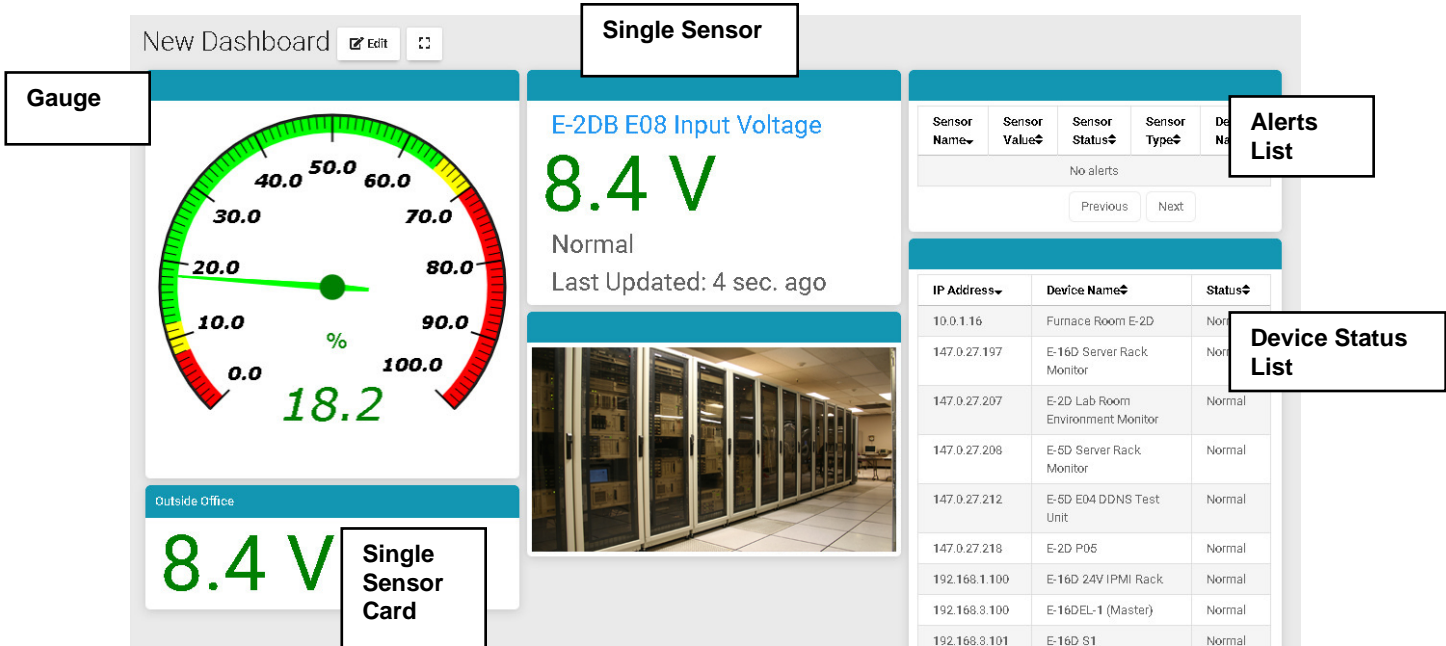 New Dashboard Edit
Single Sensor
Gauge
50.0
40.0 60.0
30.0 70.0
20.0 80.0
10.0 90.0
%
0.0 100.0
18.2
Outside Office
8.4 V
Single
Sensor
Card
E-2DB E08 Input Voltage
8.4 V
Normal
Last Updated: 4 sec. ago
Alerts
List
Sensor Name Sensor Value Sensor Status Sensor Type
No alerts
Previous Next
Device Status
List
IP Address Device Name Status
10.0.1.16 Furnace Room E-2D
147.0.27.197 E-16D Server Rack
Monitor
147.0.27.207 E-2D Lab Room Normal
Environment Monitor
147.0.27.208 E-5D Server Rack Normal
Monitor
147.0.27.212 E-5D E04 DDNS Test Normal
Unit
147.0.27.218 E-2D P05 Normal
192.168.1.100 E-16D 24V IPMI Rack Normal
192.168.3.100 E-16DEL-1 (Master) Normal
192.168.3.101 E-16D S1 Normal